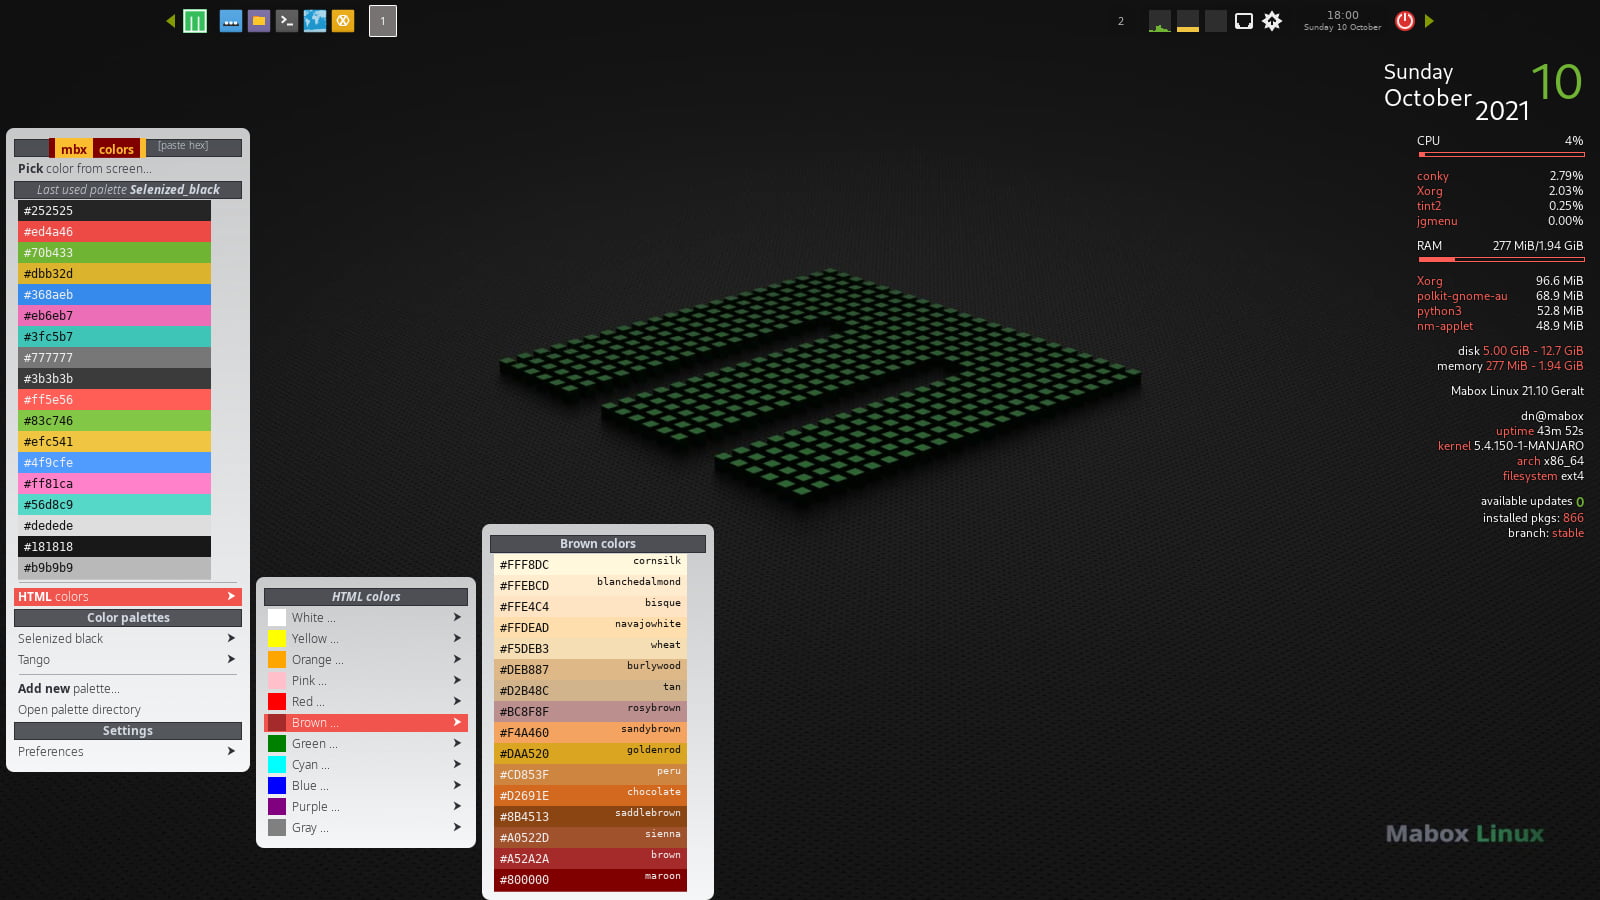 1
2
18:00
Sunday 10 October
Sunday
October
2021
10
CPU 4%
conky 2.79%
Xorg 2.03%
tint2 0.25%
jgmenu 0.00%
RAM 277 MiB/1.94 GiB
Xorg 96.6 MiB
polkit-gnome-au 68.9 MiB
python3 52.8 MiB
nm-applet 48.9 MiB
disk 5.00 GiB - 12.7 GiB
memory 277 MiB - 1.94 GiB
Mabox Linux 21.10 Geralt
dn@mabox
uptime 43m 52s
kernel 5.4.150-1-MANJARO
arch x86_64
filesystem ext4
available updates 0
installed pkgs: 866
branch: stable
mbx colors [paste hex]
Pick color from screen...
Last used palette Selenized_black
#252525
#ed4a46
#70b433
#dbb32d
#368aeb
#eb6eb7
#3fc5b7
#777777
#3b3b3b
#ff5e56
#83c746
#efc541
#4f9cfe
#ff81ca
#56d8c9
#dedede
#181818
#b9b9b9
HTML colors
Color palettes
Selenized black
Tango
Add new palette...
Open palette directory
Settings
Preferences
HTML colors
White ...
Yellow ...
Orange ...
Pink ...
Red ...
Brown ...
Green ...
Cyan ...
Blue ...
Purple ...
Gray ...
Brown colors
#FFF8DC cornsilk
#FFEBCD blanchedalmond
#FFE4C4 bisque
#FFDEAD navajowhite
#F5DEB3 wheat
#DEB887 burlywood
#D2B48C tan
#BC8F8F rosybrown
#F4A460 sandybrown
#DAA520 goldenrod
#CD853F peru
#D2691E chocolate
#8B4513 saddlebrown
#A0522D sienna
#A52A2A brown
#800000 maroon
Mabox Linux